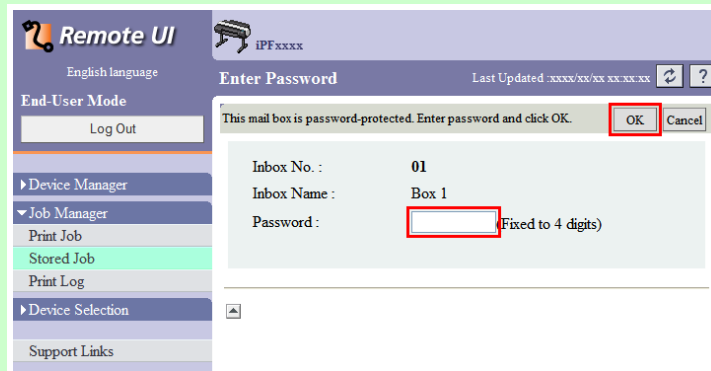 Remote UI
English language
End-User Mode
Log Out
Device Manager
Job Manager
Print Job
Stored Job
Print Log
Device Selection
Support Links
iPFxxxx
Enter Password
Last Updated :xxxx/xx/xx xx:xx:xx
?
This mail box is password-protected. Enter password and click OK.
OK
Cancel
Inbox No. : 01
Inbox Name : Box 1
Password : (Fixed to 4 digits)